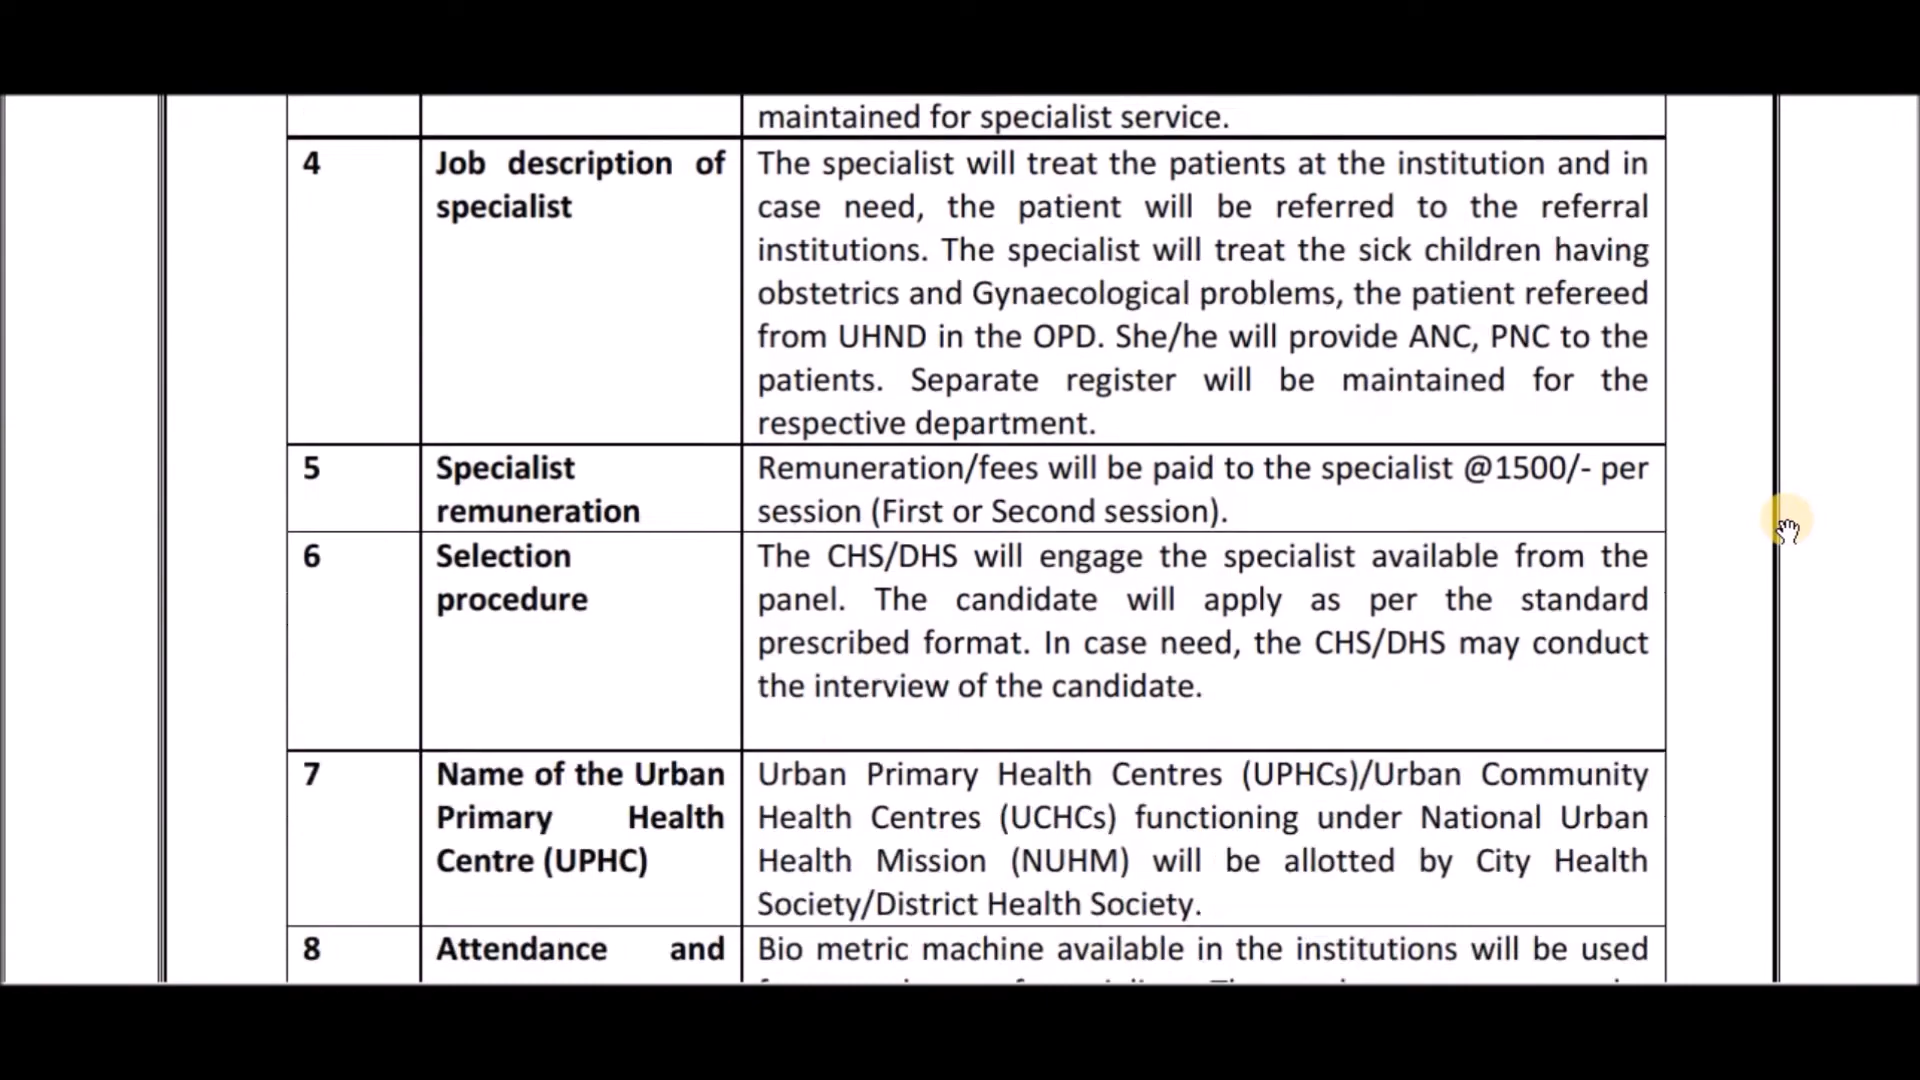 maintained for specialist service.
4 Job description of specialist
The specialist will treat the patients at the institution and in
case need, the patient will be referred to the referral
institutions. The specialist will treat the sick children having
obstetrics and Gynaecological problems, the patient refereed
from UHND in the OPD. She/he will provide ANC, PNC to the
patients. Separate register will be maintained for the
respective department.
5 Specialist remuneration
Remuneration/fees will be paid to the specialist @1500/- per
session (First or Second session).
6 Selection procedure
The CHS/DHS will engage the specialist available from the
panel. The candidate will apply as per the standard
prescribed format. In case need, the CHS/DHS may conduct
the interview of the candidate.
7 Name of the Urban Primary Health Centre (UPHC)
Urban Primary Health Centres (UPHCs)/Urban Community
Health Centres (UCHCs) functioning under National Urban
Health Mission (NUHM) will be allotted by City Health
Society/District Health Society.
8 Attendance and
Bio metric machine available in the institutions will be used